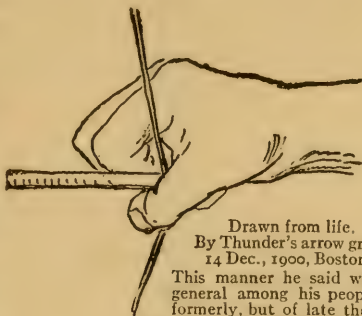 Drawn from life.
By Thunder's arrow
14 Dec., 1900, Boston
This manner he said
general among his
formerly, but of late